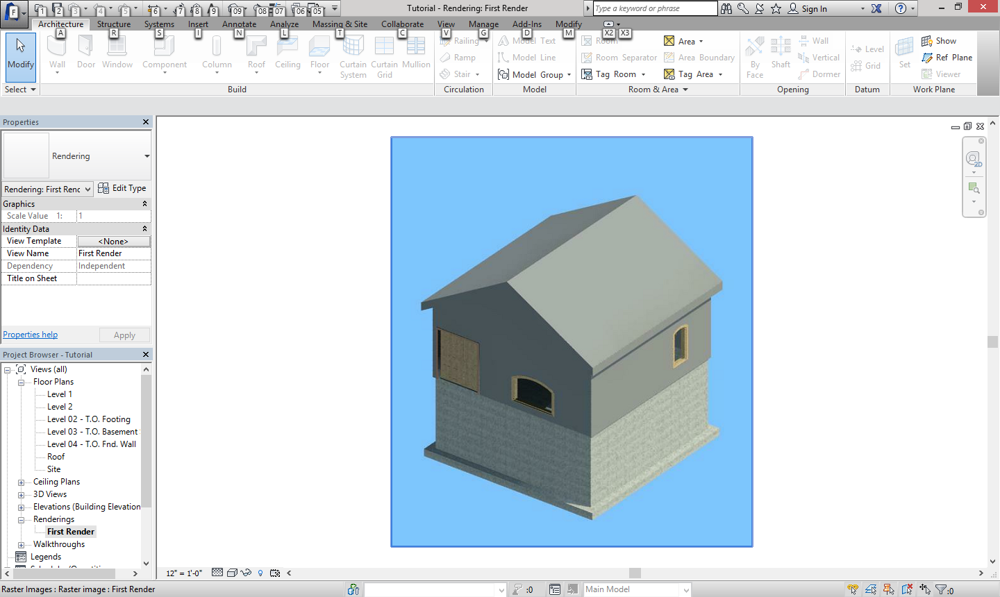 Tutorial - Rendering: First Render
Type a keyword or phrase
Sign In
F
1 2 3 4 5 6 7 8 9 09 08 07 06 05
Architecture Structure Systems Insert Annotate Analyze Massing & Site Collaborate View Manage Add-Ins Modify
A R S I N L T C V G D M X2 X3
Modify
Wall
Door
Window
Component
Column
Roof
Ceiling
Floor
Curtain System
Curtain Grid
Mullion
Railing
Ramp
Stair
Model Text
Model Line
Model Group
Room
Room Separator
Tag Room
Area
Area Boundary
Tag Area
By Face
Shaft
Wall
Vertical
Dormer
Level
Grid
Set
Show
Ref Plane
Viewer
Select Build Circulation Model Room & Area Opening Datum Work Plane
Properties
Rendering
Rendering: First Renc
Edit Type
Graphics
Scale Value 1: 1
Identity Data
View Template <None>
View Name First Render
Dependency Independent
Title on Sheet
Properties help
Apply
Project Browser - Tutorial
Views (all)
Floor Plans
Level 1
Level 2
Level 02 - T.O. Footing
Level 03 - T.O. Basement
Level 04 - T.O. Fnd. Wall
Roof
Site
Ceiling Plans
3D Views
Elevations (Building Elevation
Renderings
First Render
Walkthroughs
Legends
2D
12" = 1'-0"
Raster Images : Raster image : First Render
:0
Main Model
:0